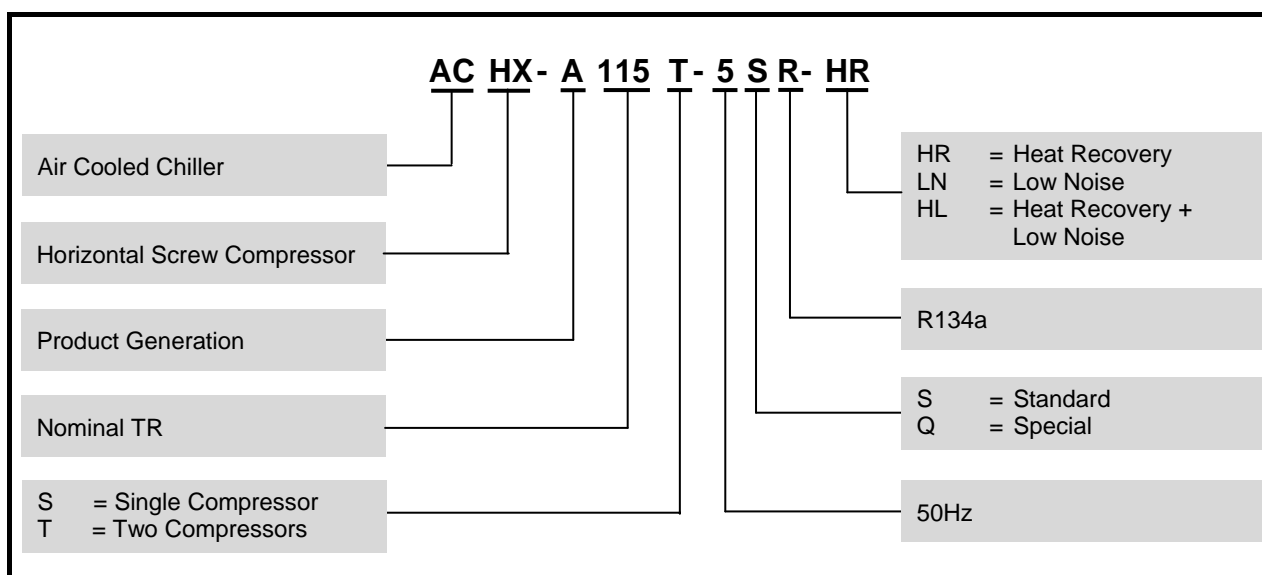 AC HX- A 115 T- 5 S R- HR
Air Cooled Chiller
Horizontal Screw Compressor
Product Generation
Nominal TR
S = Single Compressor
T = Two Compressors
HR = Heat Recovery
LN = Low Noise
HL = Heat Recovery +
Low Noise
R134a
S = Standard
Q = Special
50Hz